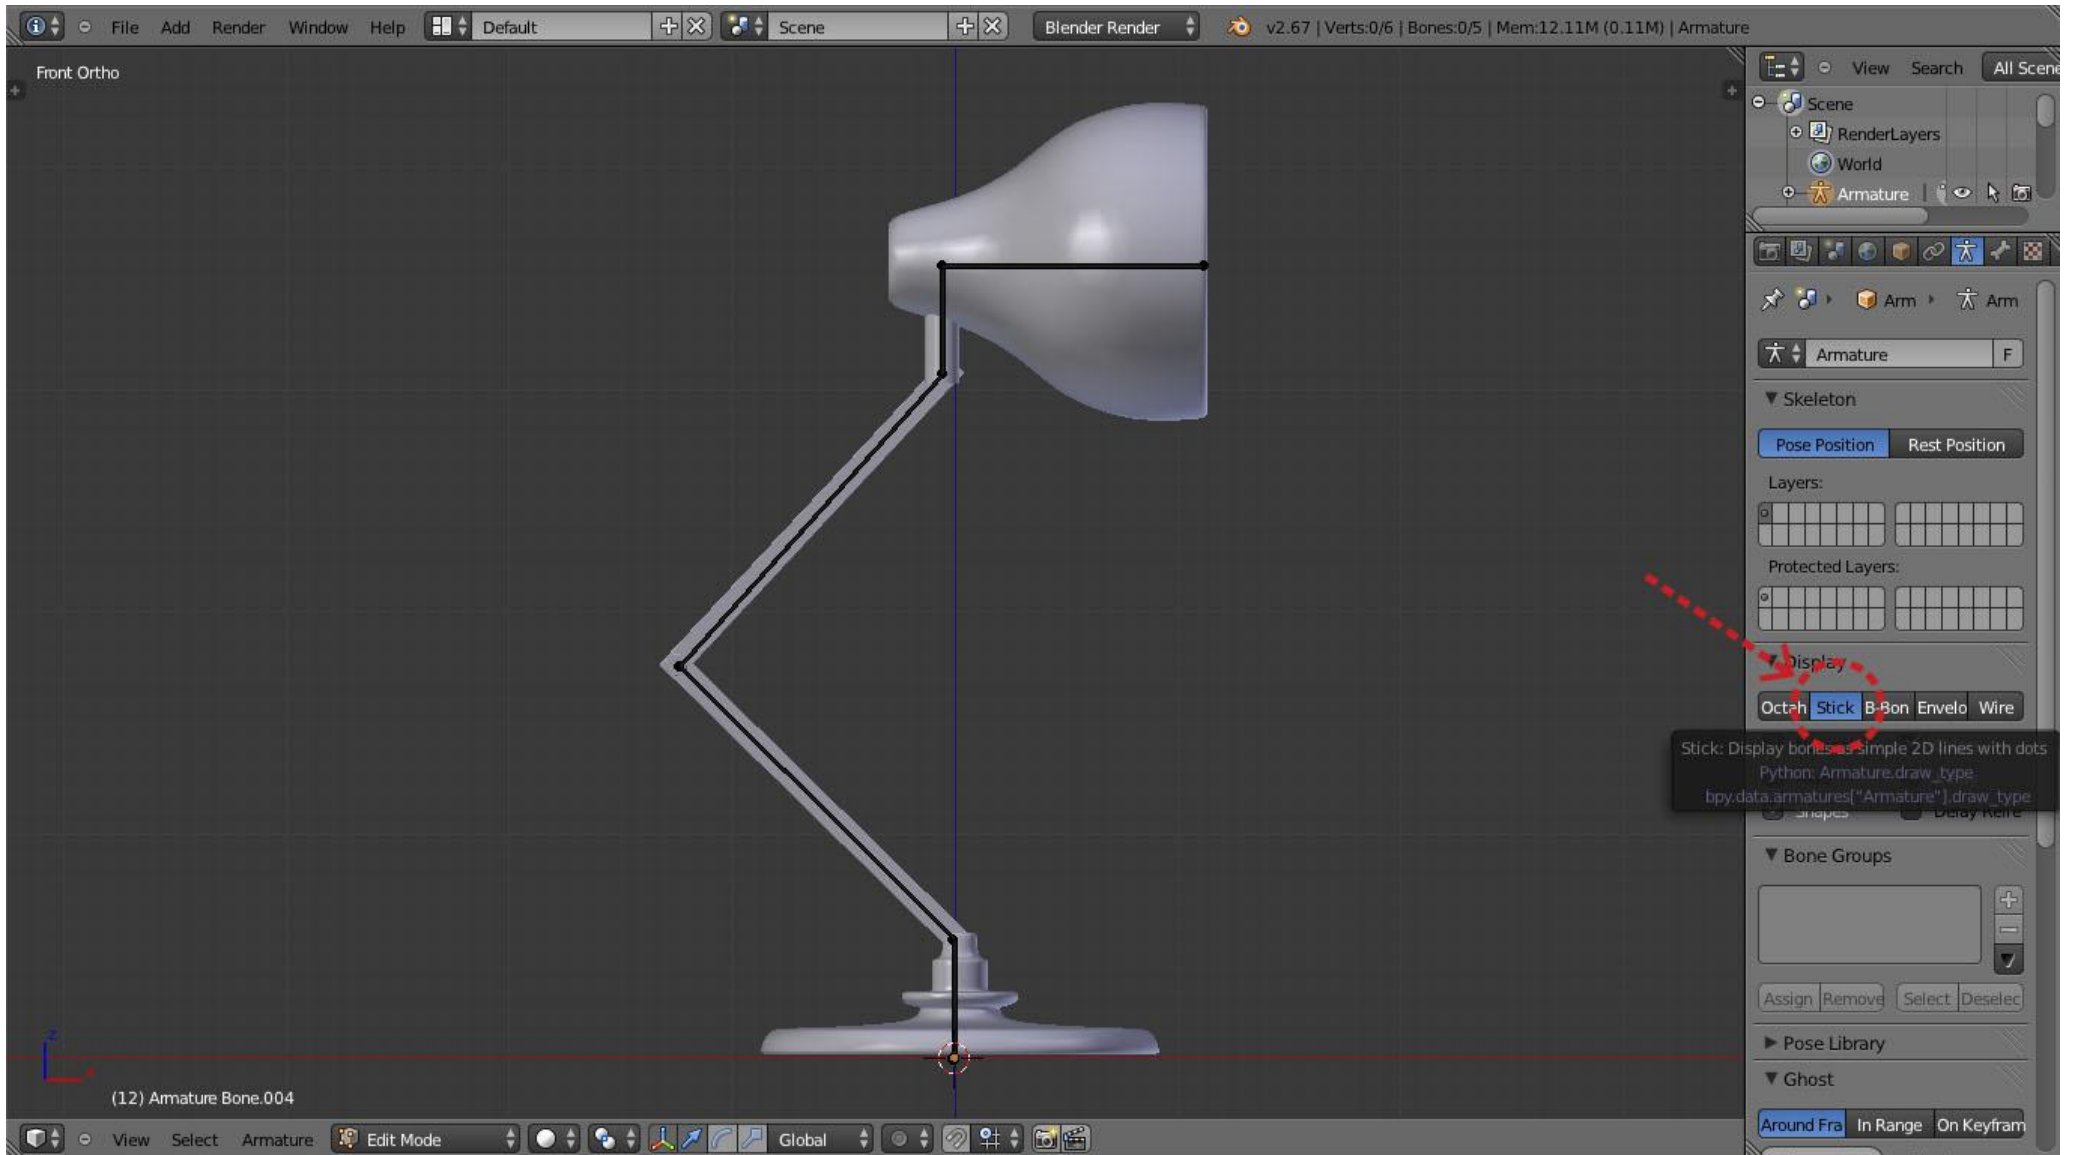 File Add Render Window Help Default Scene Blender Render v2.67 | Verts:0/6 | Bones:0/5 | Mem:12.11M (0.11M) | Armature
Front Ortho
View Search All Scene
Scene
RenderLayers
World
Armature
Arm Arm
Armature F
Skeleton
Pose Position Rest Position
Layers:
Protected Layers:
Display
Octah Stick B-Bon Envelo Wire
Stick: Display bones as simple 2D lines with dots
Python: Armature.draw_type
bpy.data.armatures["Armature"].draw_type
Shapes Delay Refre
Bone Groups
Assign Remove Select Deselec
Pose Library
Ghost
Around Fra In Range On Keyfram
z
x
(12) Armature Bone.004
View Select Armature Edit Mode Global